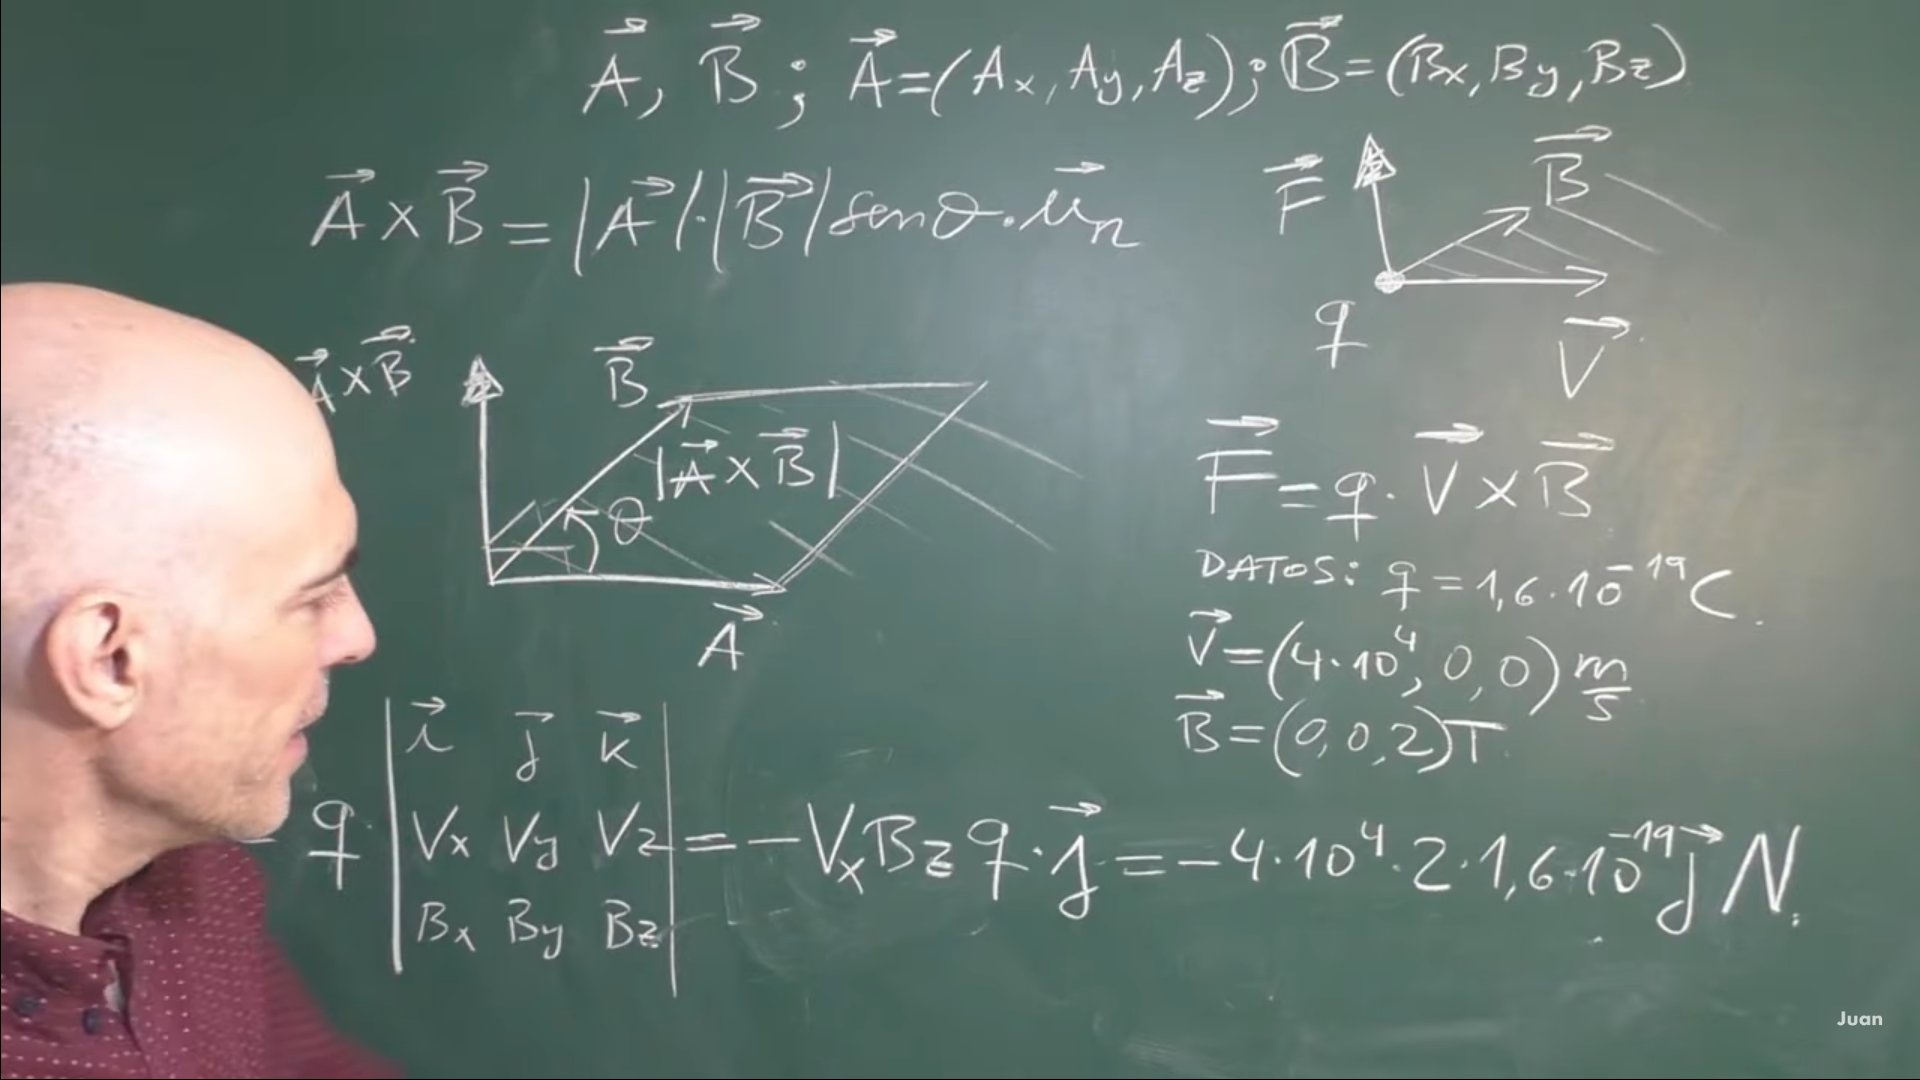 A⃗, B⃗ ; A⃗=(Ax, Ay, Az); B⃗=(Bx, By, Bz)
A⃗ x B⃗ = |A⃗|·|B⃗| senθ·u⃗n
F⃗ B⃗
q V⃗
A⃗ x B⃗ B⃗
|A⃗ x B⃗|
θ
A⃗
F⃗ = q·V⃗ x B⃗
DATOS: q = 1,6·10⁻¹⁹ C.
V⃗=(4·10⁴, 0, 0) m/s
B⃗=(0,0,2)T
i⃗ j⃗ k⃗
q·|Vx Vy Vz| = -VxBz q·j⃗ = -4·10⁴·2·1,6·10⁻¹⁹ j⃗ N.
Bx By Bz
Juan